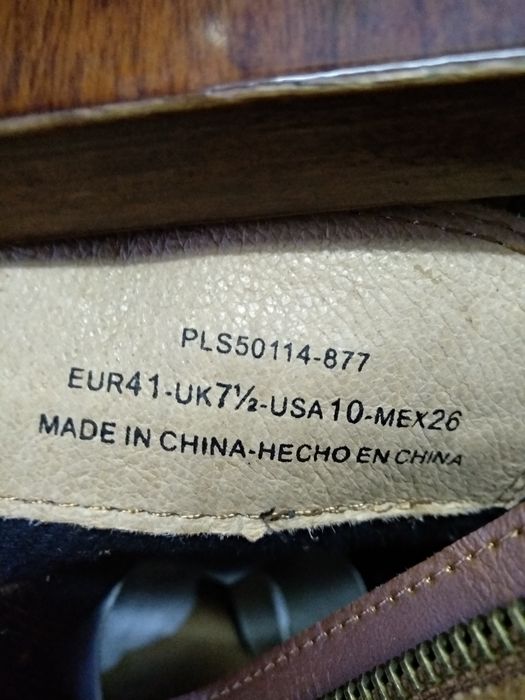 PLS50114-877
EUR41-UK7½-USA10-MEX26
MADE IN CHINA-HECHO EN CHINA